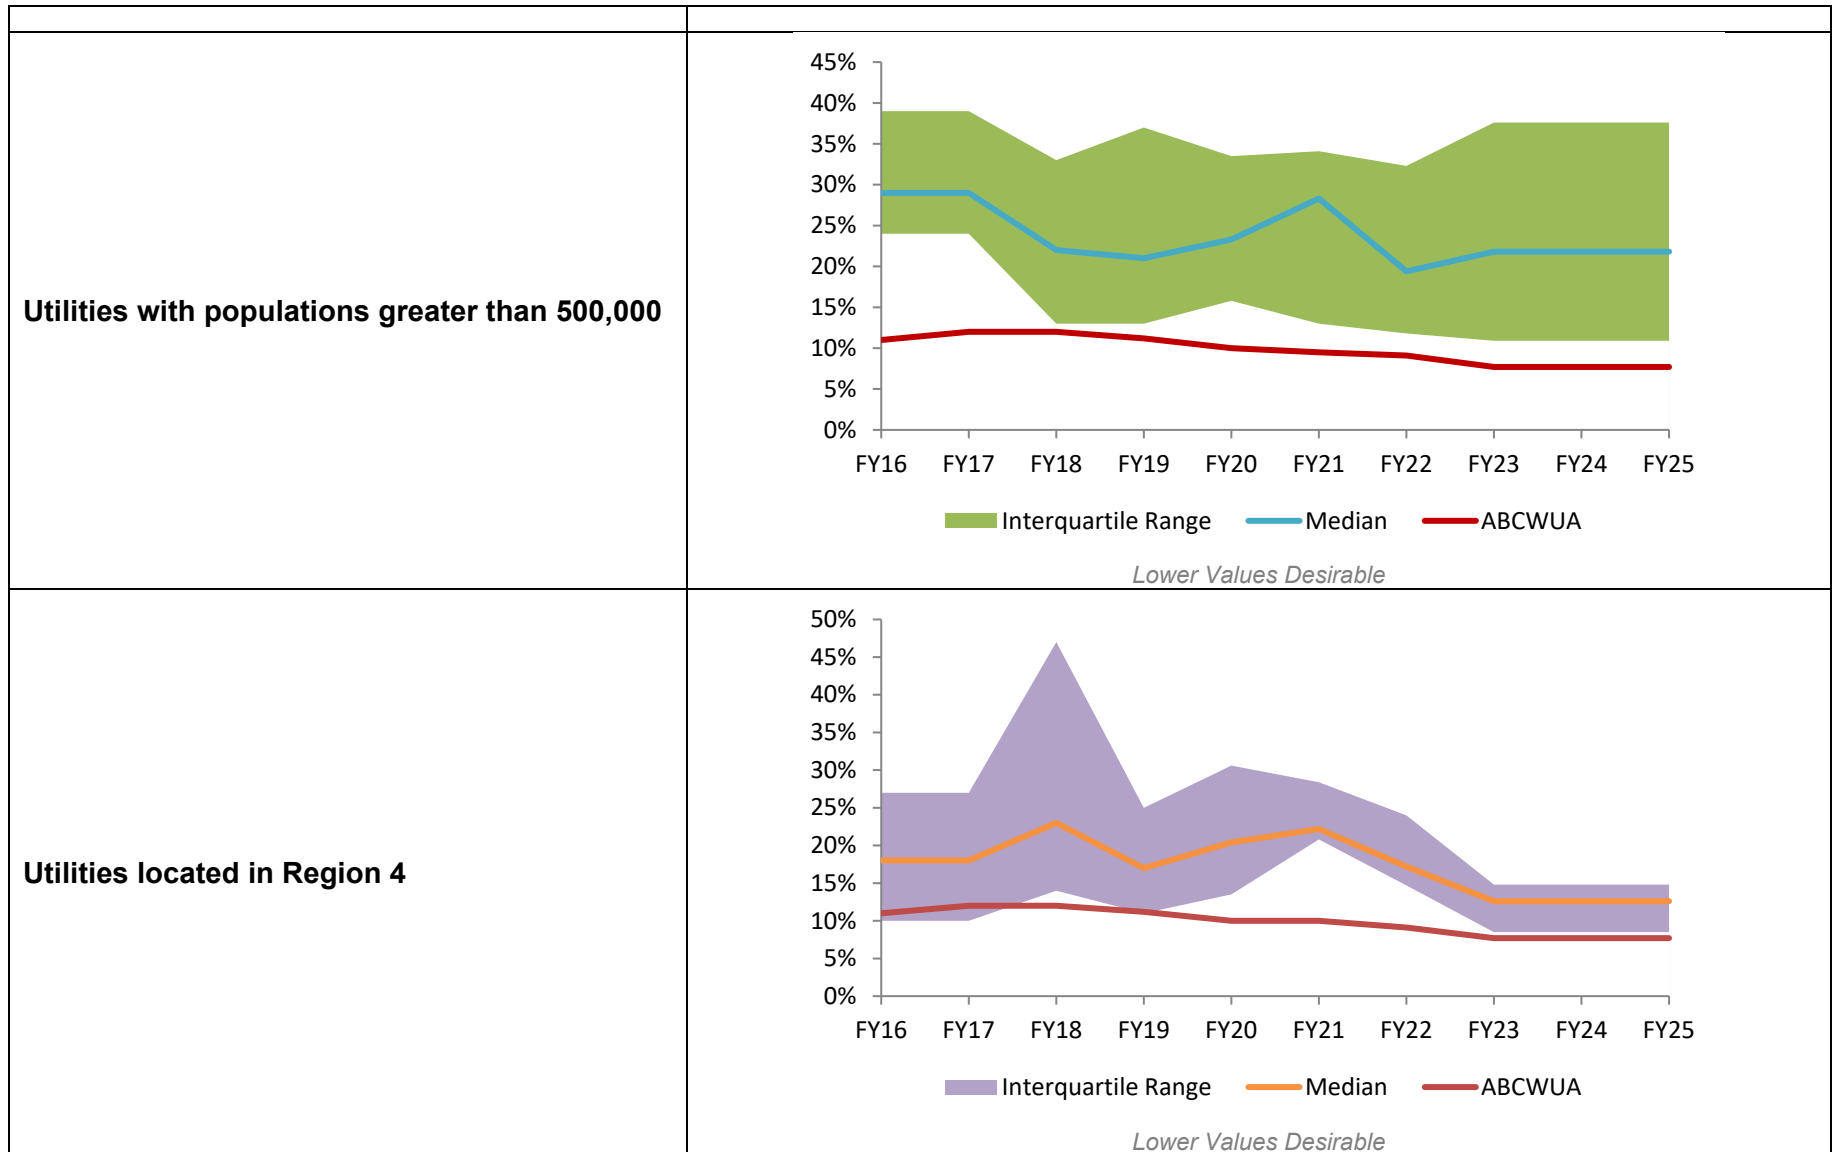 Utilities with populations greater than 500,000
45%
40%
35%
30%
25%
20%
15%
10%
5%
0%
FY16 FY17 FY18 FY19 FY20 FY21 FY22 FY23 FY24 FY25
Interquartile Range Median ABCWUA
Lower Values Desirable
Utilities located in Region 4
50%
45%
40%
35%
30%
25%
20%
15%
10%
5%
0%
FY16 FY17 FY18 FY19 FY20 FY21 FY22 FY23 FY24 FY25
Interquartile Range Median ABCWUA
Lower Values Desirable